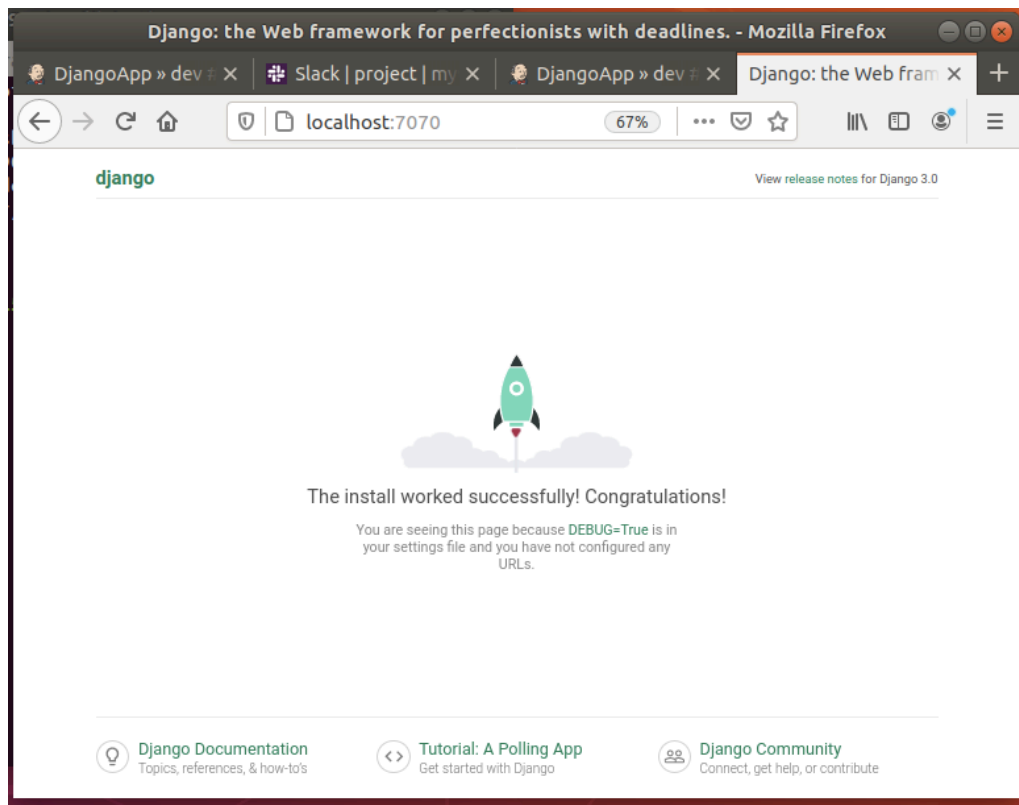 Django: the Web framework for perfectionists with deadlines. - Mozilla Firefox
DjangoApp » dev #
Slack | project | my
DjangoApp » dev #
Django: the Web fram
localhost:7070
67%
django
View release notes for Django 3.0
The install worked successfully! Congratulations!
You are seeing this page because DEBUG=True is in
your settings file and you have not configured any
URLs.
Django Documentation
Topics, references, & how-to's
Tutorial: A Polling App
Get started with Django
Django Community
Connect, get help, or contribute